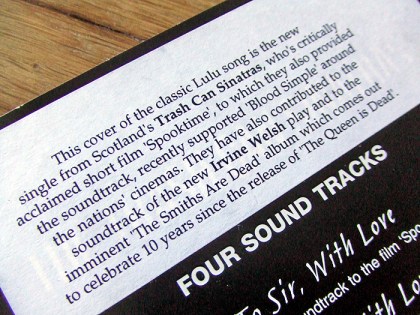 This cover of the classic Lulu song is the new
single from Scotland's Trash Can Sinatras, who's critically
acclaimed short film 'Spooktime', to which they also provided
the soundtrack, recently supported 'Blood Simple' around
the nations' cinemas. They have also contributed to the
soundtrack of the new Irvine Welsh play and to the
imminent 'The Smiths Are Dead' album which comes out
to celebrate 10 years since the release of 'The Queen is Dead'.
FOUR SOUND TRACKS
To Sir, With Love
soundtrack to the film 'Spo
h Lo